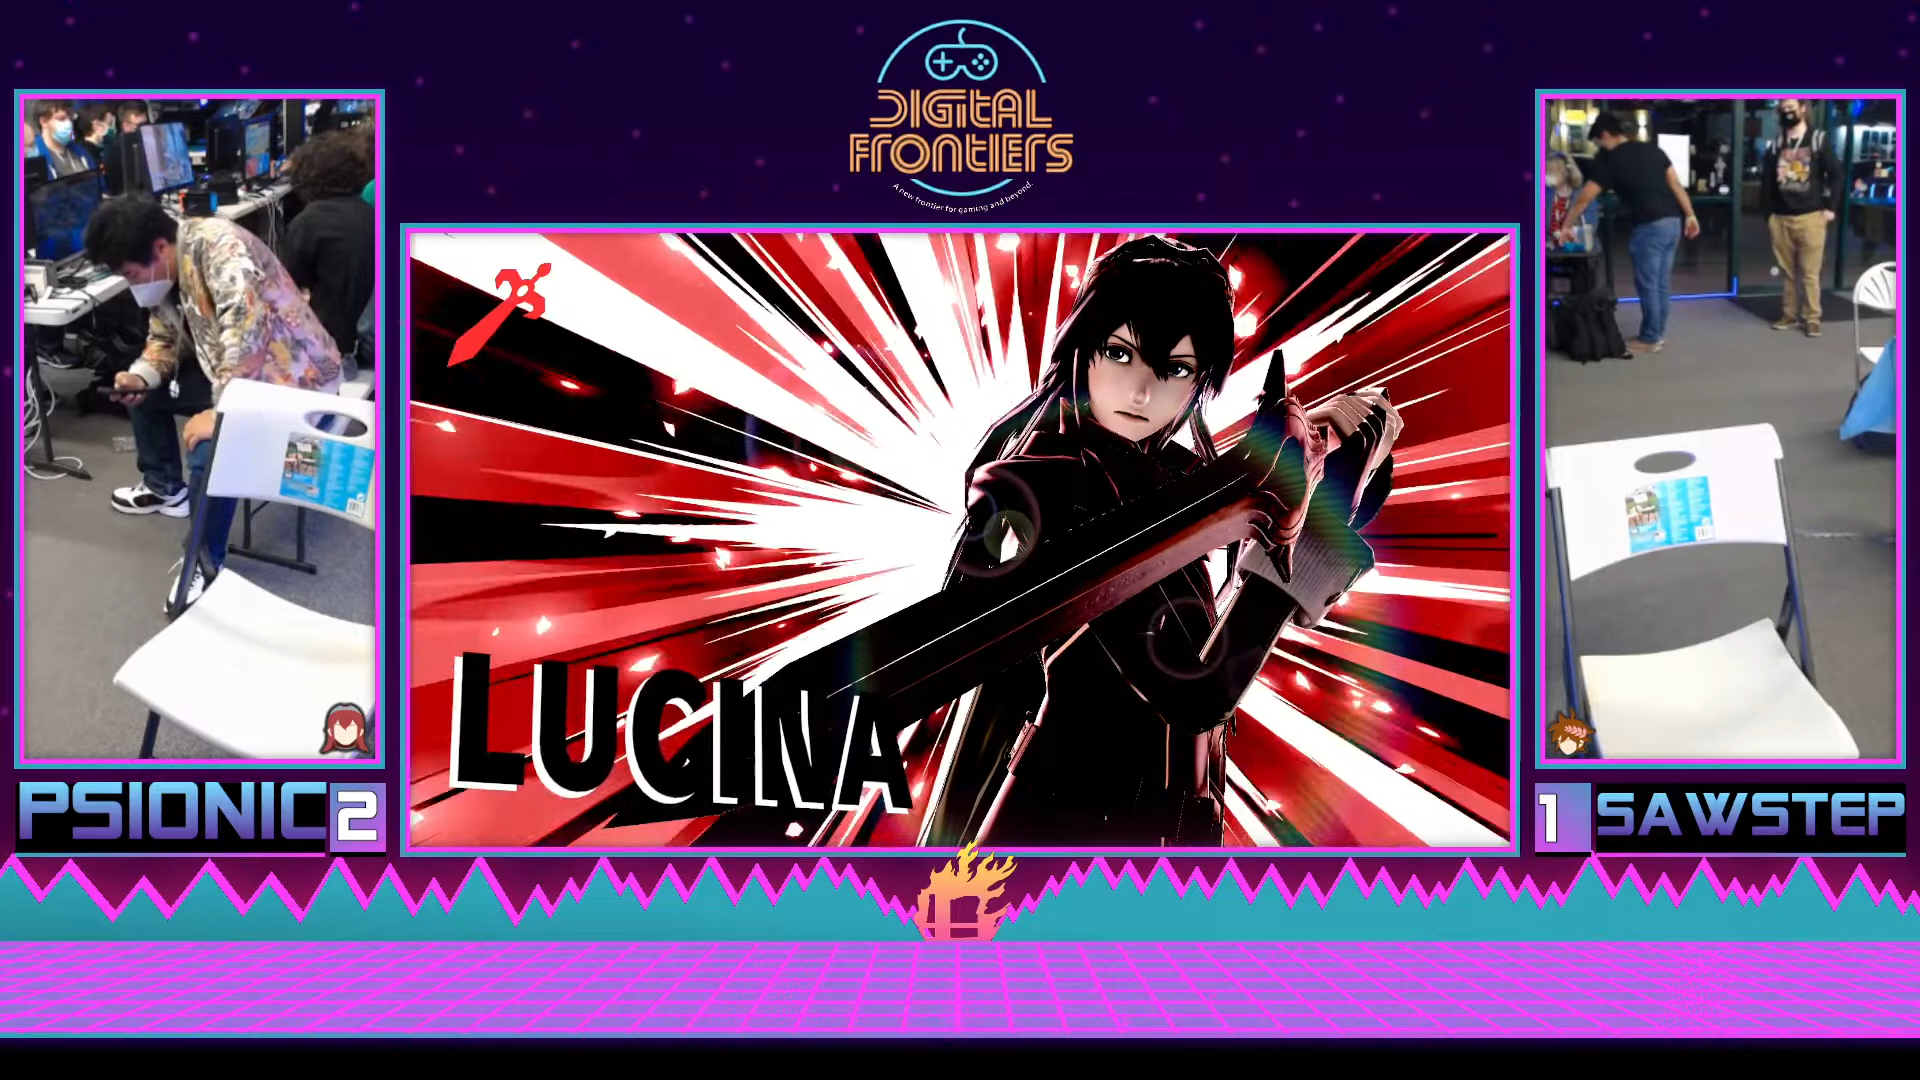 DIGITAL
FRONTIERS
A new frontier for gaming and beyond.
LUCINA
PSIONIC 2
1 SAWSTEP